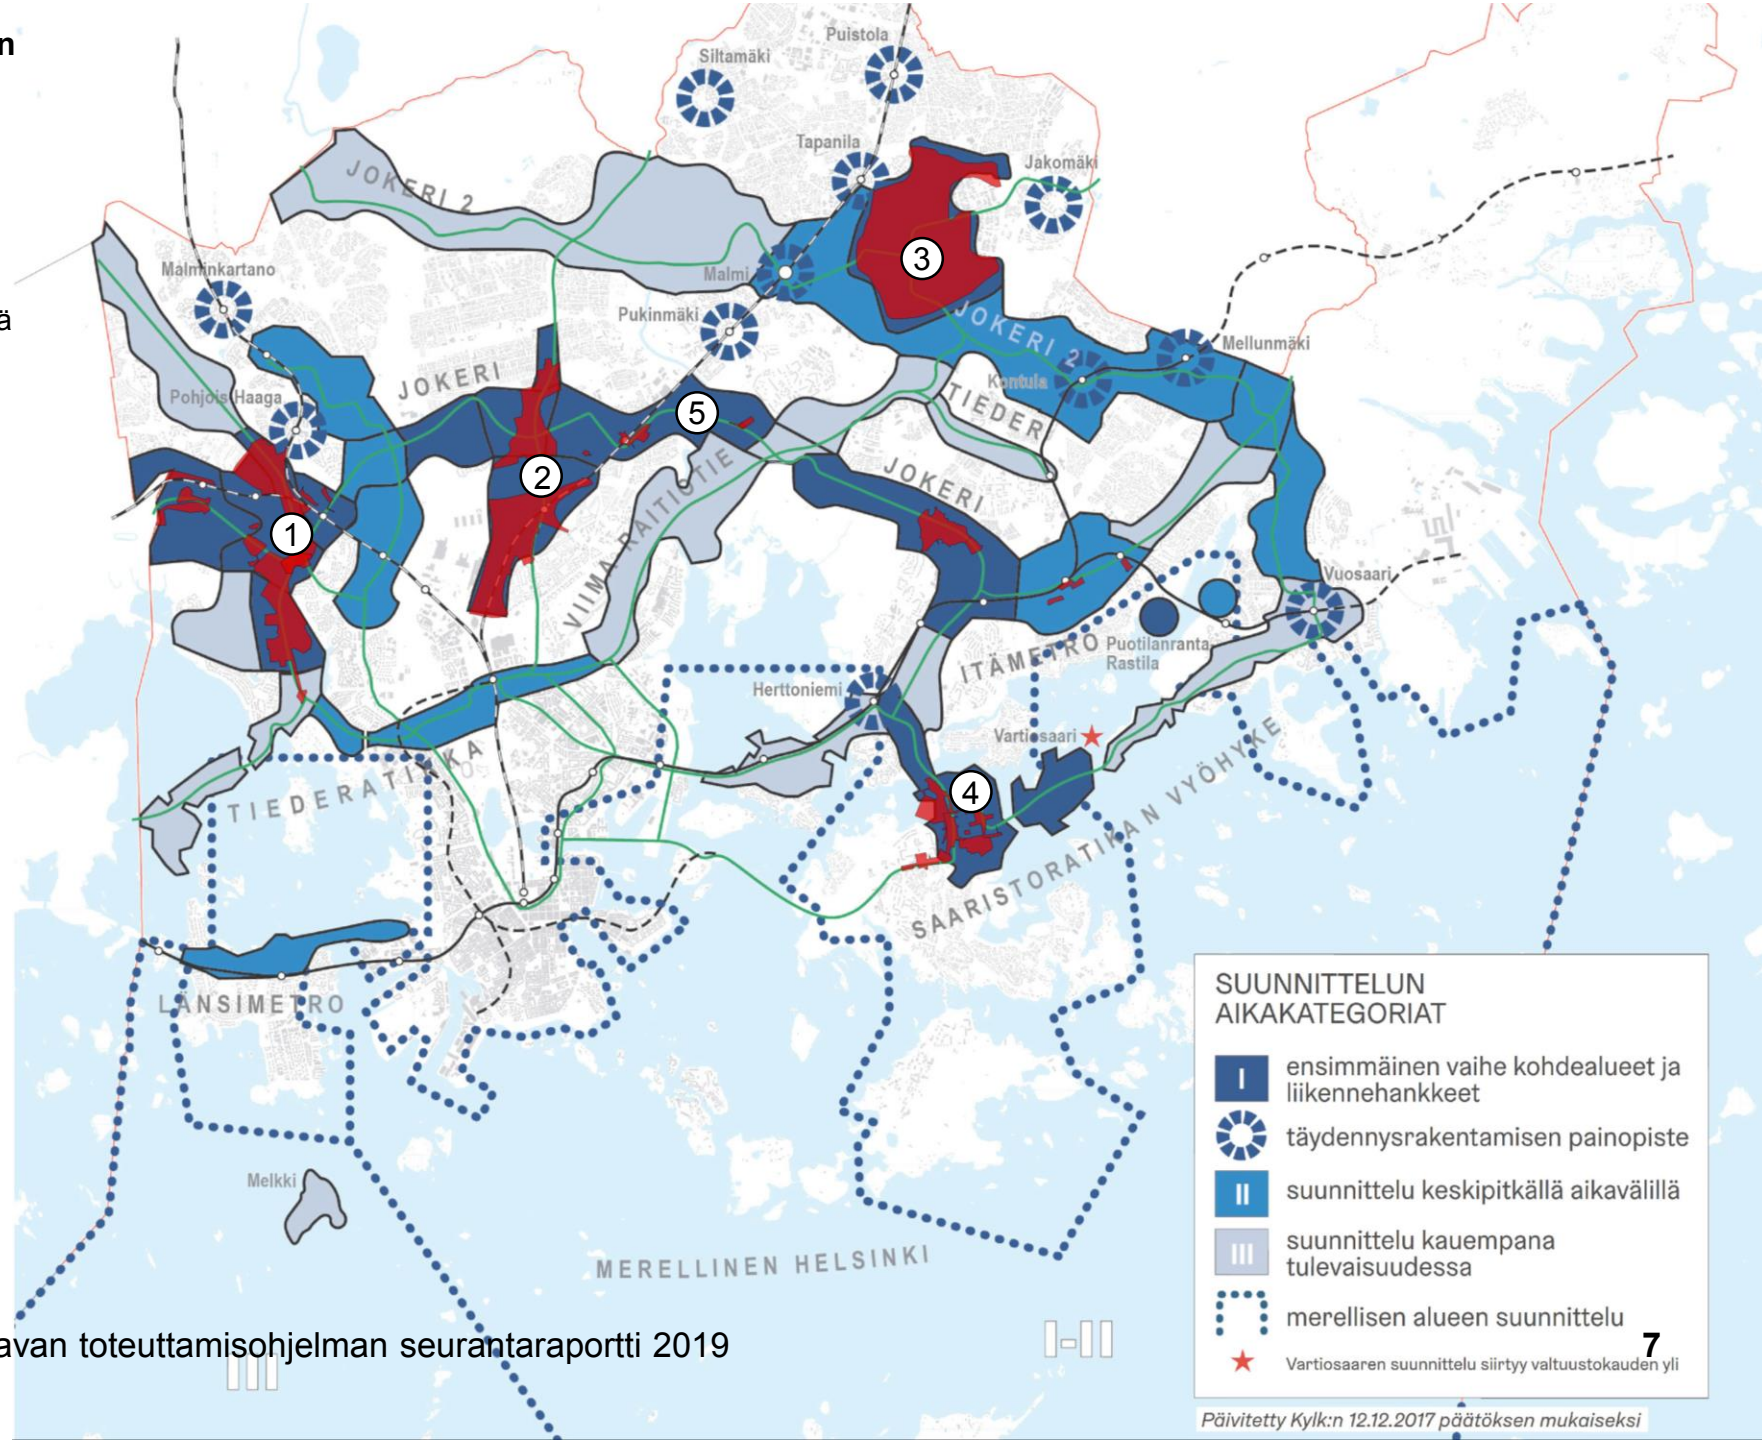 n
Puistola
Siltamäki
Tapanila
Jakomäki
JOKERI 2
3
Malminkartano
Malmi
Pukinmäki
ä
JOKERI 2
Mellunmäki
JOKERI
Kontula
Pohjois-Haaga
TIEDER
5
2
JOKERI
VIIMARAITIOTIE
1
Vuosaari
ITÄMETRO
Puotilanranta,
Rastila
Herttoniemi
Vartiosaari
TIEDERATIKKA
4
SAARISTORATIKAN VYÖHYKE
LÄNSIMETRO
Melkki
MERELLINEN HELSINKI
SUUNNITTELUN
AIKAKATEGORIAT
I
ensimmäinen vaihe kohdealueet ja
liikennehankkeet
täydennysrakentamisen painopiste
II
suunnittelu keskipitkällä aikavälillä
III
suunnittelu kauempana
tulevaisuudessa
merellisen alueen suunnittelu
Vartiosaaren suunnittelu siirtyy valtuustokauden yli
avan toteuttamisohjelman seurantaraportti 2019
7
III
I-II
Päivitetty Kylk:n 12.12.2017 päätöksen mukaiseksi